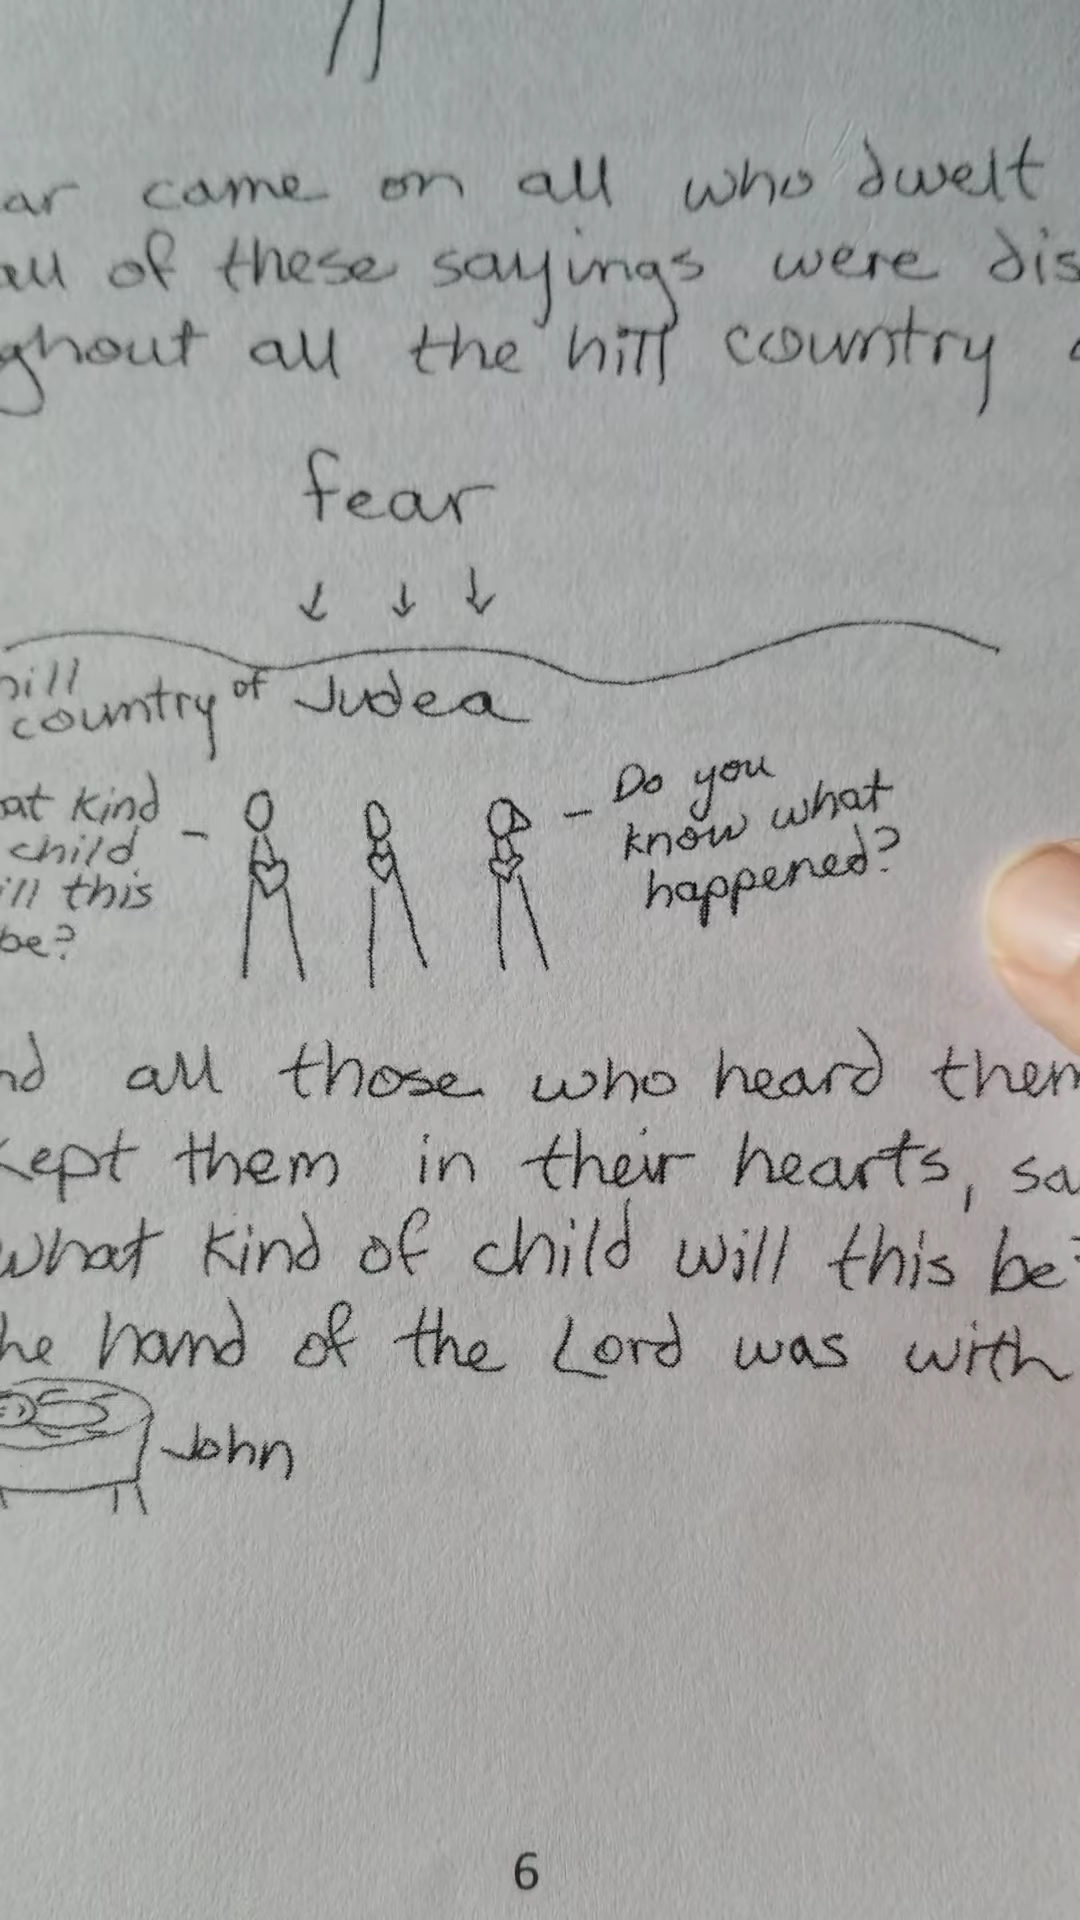 ar came on all who dwelt
all of these sayings were dis
ghout all the hill country
fear
hill
country of Judea
at kind
child
ill this
be?
Do you
know what
happened?
nd all those who heard them
kept them in their hearts, sa
what kind of child will this be?
he hand of the Lord was with
John
6